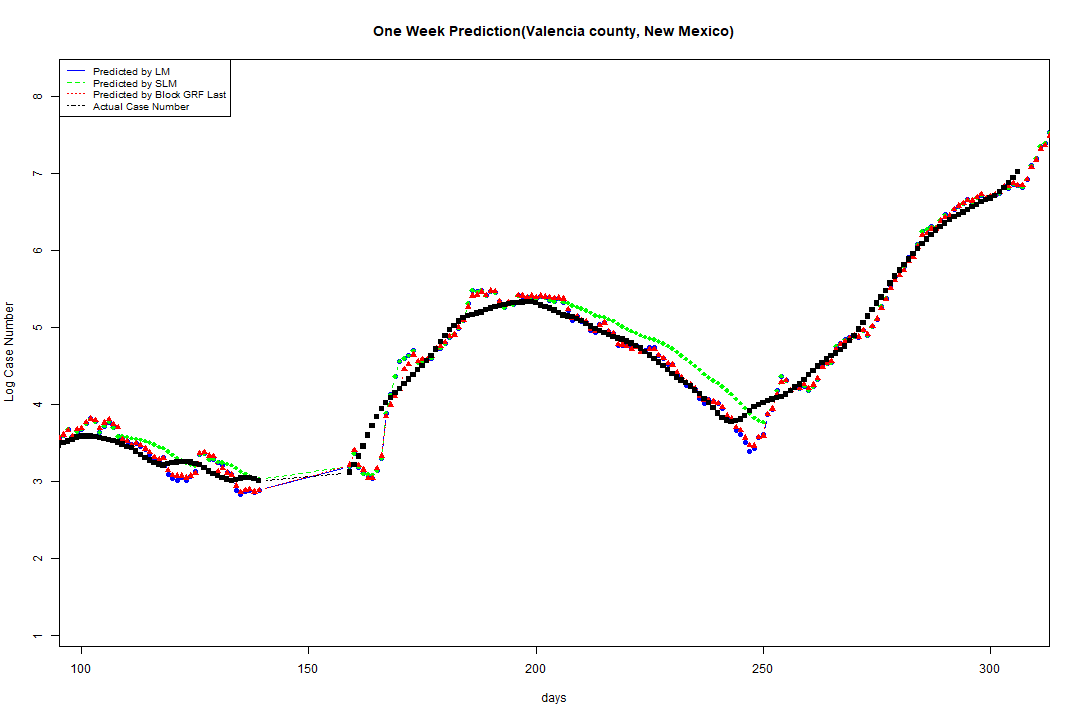 One Week Prediction(Valencia county, New Mexico)
Predicted by LM
Predicted by SLM
Predicted by Block GRF Last
Actual Case Number
8
7
6
5
4
3
2
1
Log Case Number
100 150 200 250 300
days